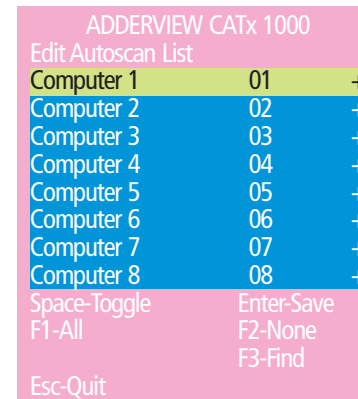 ADDERVIEW CATx 1000
Edit Autoscan List
Computer 1 01 +
Computer 2 02 +
Computer 3 03 +
Computer 4 04 +
Computer 5 05 +
Computer 6 06 +
Computer 7 07 +
Computer 8 08 +
Space-Toggle Enter-Save
F1-All F2-None
F3-Find
Esc-Quit